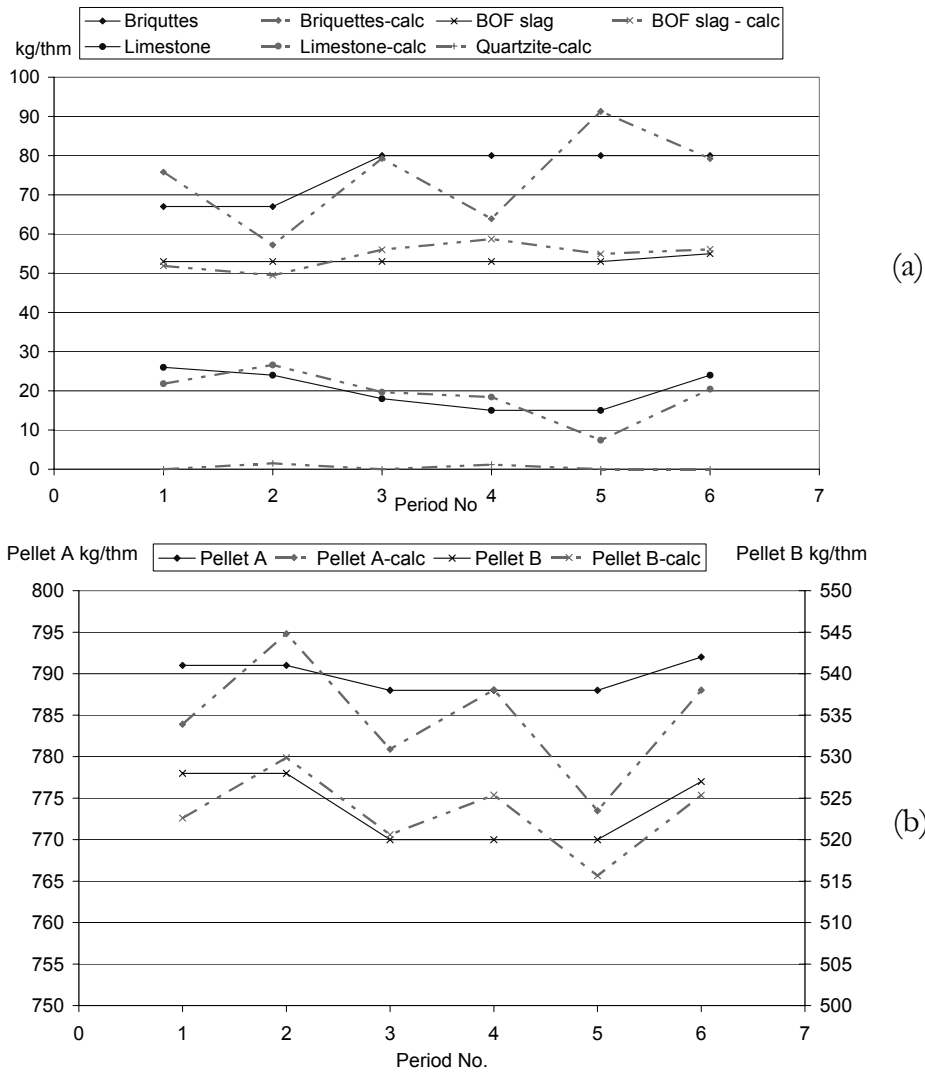 Briquttes Briquettes-calc BOF slag BOF slag - calc
kg/thm Limestone Limestone-calc Quartzite-calc
100
90
80
70
60
50
40
30
20
10
0
(a)
0 1 2 3 4 5 6 7
Period No
Pellet A kg/thm Pellet A Pellet A-calc Pellet B Pellet B-calc Pellet B kg/thm
800 550
795 545
790 540
785 535
780 530
775 525
770 520
(b)
765 515
760 510
755 505
750 500
0 1 2 3 4 5 6 7
Period No.